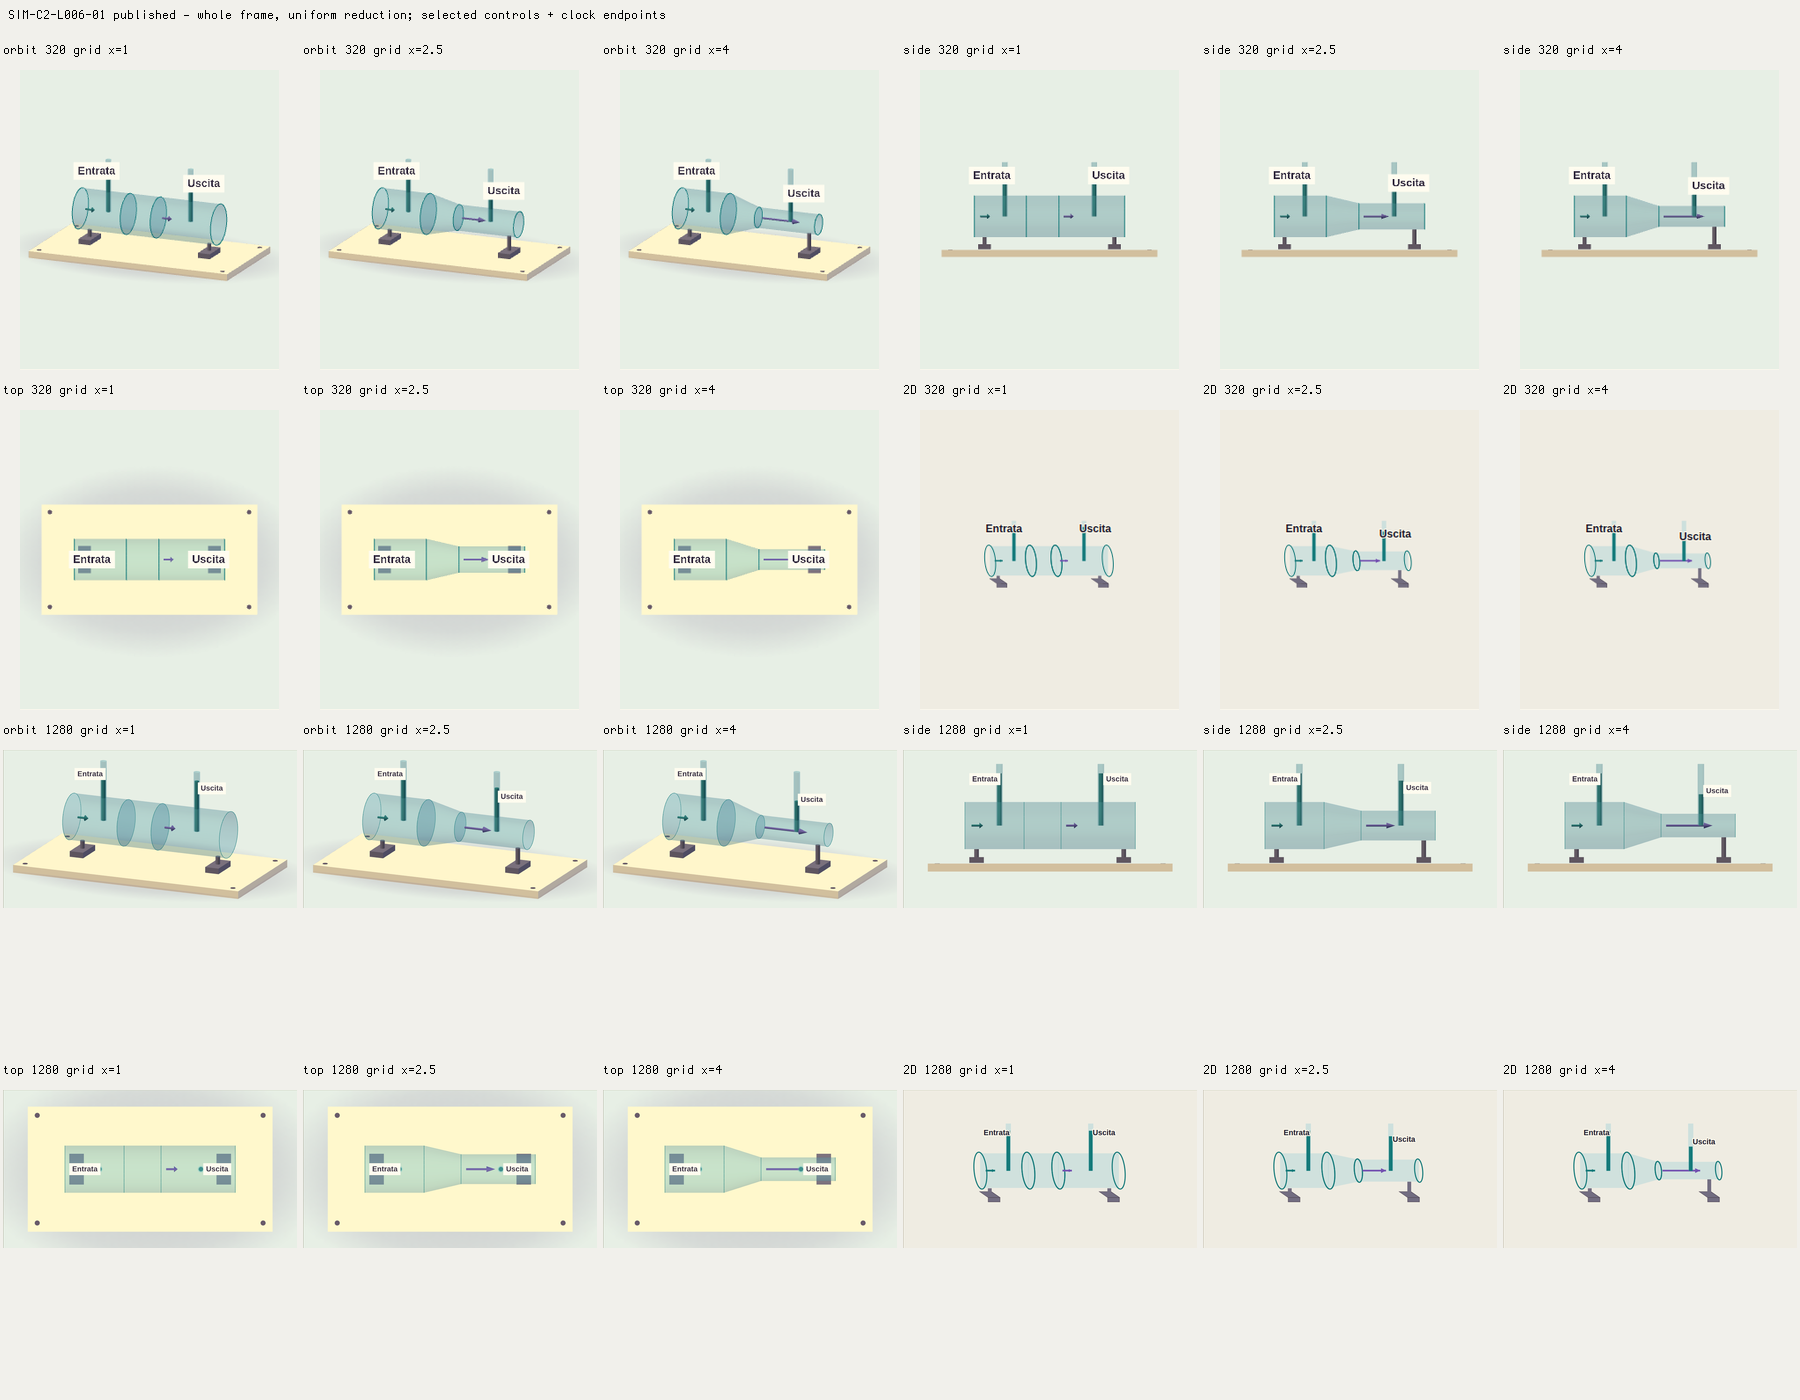 SIM-C2-L006-01 published — whole frame, uniform reduction; selected controls + clock endpoints
orbit 320 grid x=1
orbit 320 grid x=2.5
orbit 320 grid x=4
side 320 grid x=1
side 320 grid x=2.5
side 320 grid x=4
Entrata
Uscita
Entrata
Uscita
Entrata
Uscita
Entrata
Uscita
Entrata
Uscita
Entrata
Uscita
top 320 grid x=1
top 320 grid x=2.5
top 320 grid x=4
2D 320 grid x=1
2D 320 grid x=2.5
2D 320 grid x=4
Entrata
Uscita
Entrata
Uscita
Entrata
Uscita
Entrata
Uscita
Entrata
Uscita
Entrata
Uscita
orbit 1280 grid x=1
orbit 1280 grid x=2.5
orbit 1280 grid x=4
side 1280 grid x=1
side 1280 grid x=2.5
side 1280 grid x=4
Entrata
Uscita
Entrata
Uscita
Entrata
Uscita
Entrata
Uscita
Entrata
Uscita
Entrata
Uscita
top 1280 grid x=1
top 1280 grid x=2.5
top 1280 grid x=4
2D 1280 grid x=1
2D 1280 grid x=2.5
2D 1280 grid x=4
Entrata
Uscita
Entrata
Uscita
Entrata
Uscita
Entrata
Uscita
Entrata
Uscita
Entrata
Uscita